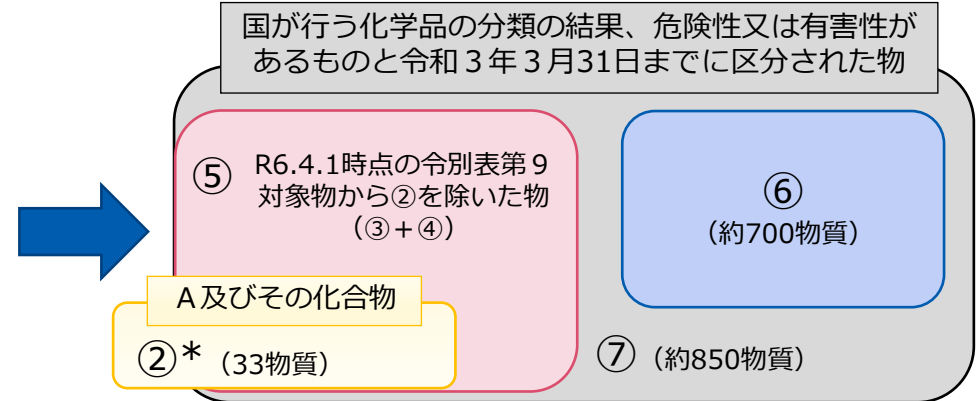 国が行う化学品の分類の結果、危険性又は有害性が
あるものと令和３年３月31日までに区分された物
⑤
R6.4.1時点の令別表第９
対象物から②を除いた物
（③＋④）
⑥
（約700物質）
Ａ及びその化合物
②*（33物質）
⑦（約850物質）